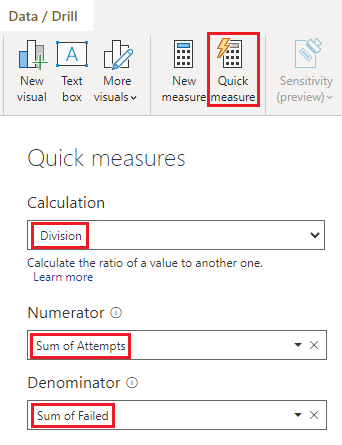 Data / Drill
A
New visual
Text box
More visuals
New measure
Quick measure
Sensitivity (preview)
Quick measures
Calculation
Division
Calculate the ratio of a value to another one.
Learn more
Numerator
Sum of Attempts
Denominator
Sum of Failed